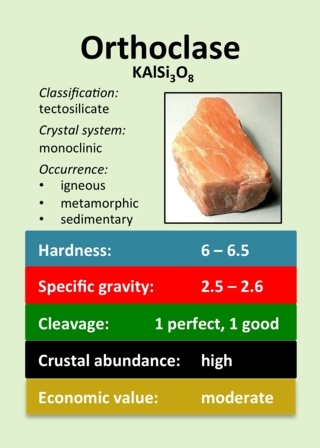 Orthoclase
KAlSi₃O₈
Classification:
tectosilicate
Crystal system:
monoclinic
Occurrence:
• igneous
• metamorphic
• sedimentary
Hardness: 6 – 6.5
Specific gravity: 2.5 – 2.6
Cleavage: 1 perfect, 1 good
Crustal abundance: high
Economic value: moderate